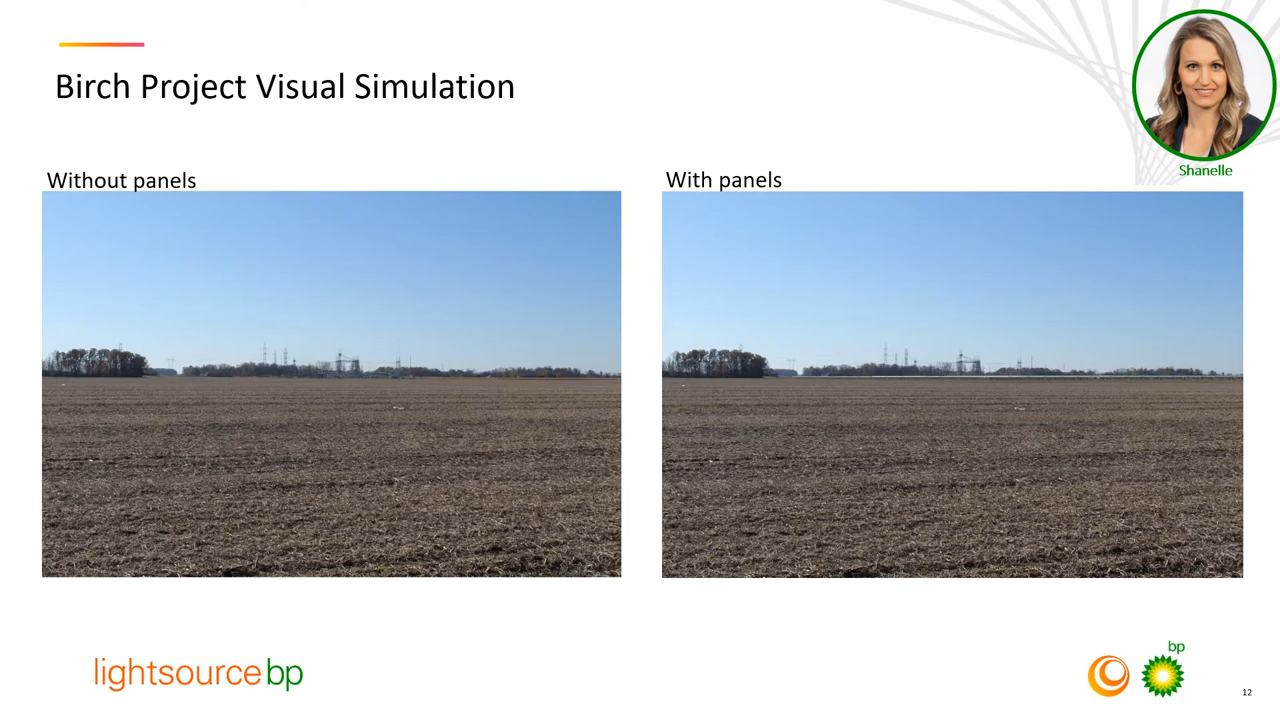 Birch Project Visual Simulation
Shanelle
Without panels
With panels
lightsource bp
bp
12